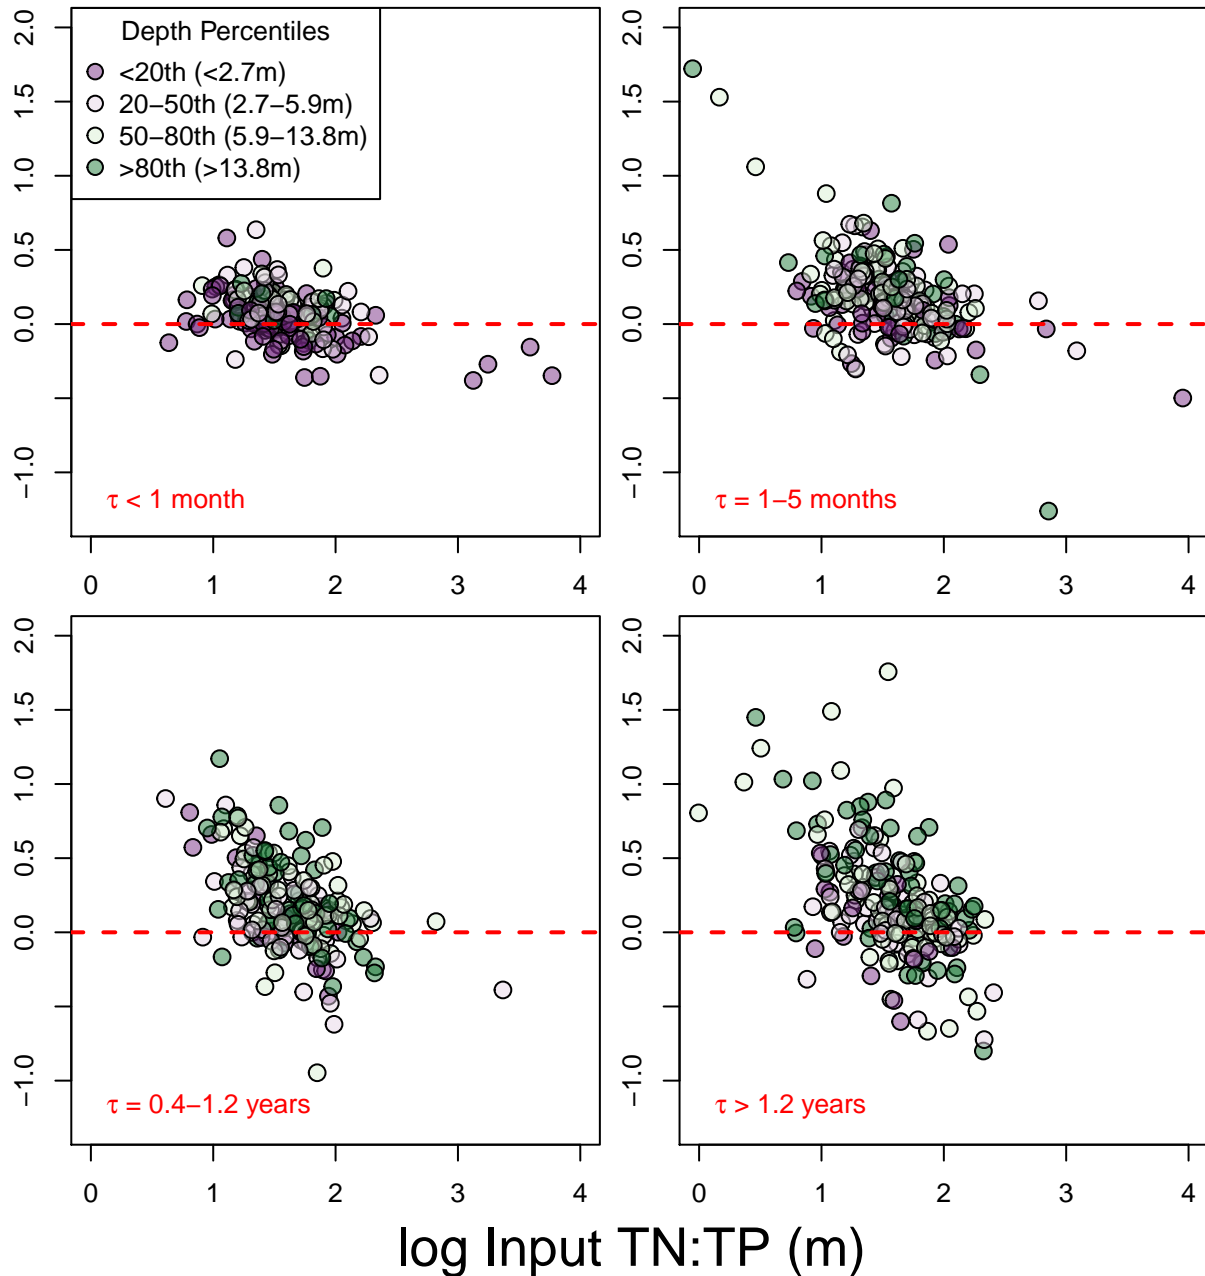 Depth Percentiles
<20th (<2.7m)
20−50th (2.7−5.9m)
50−80th (5.9−13.8m)
>80th (>13.8m)
2.0
1.5
1.0
0.5
0.0
−1.0
τ < 1 month
0 1 2 3 4
2.0
1.5
1.0
0.5
0.0
−1.0
τ = 1−5 months
0 1 2 3 4
2.0
1.5
1.0
0.5
0.0
−1.0
τ = 0.4−1.2 years
0 1 2 3 4
2.0
1.5
1.0
0.5
0.0
−1.0
τ > 1.2 years
0 1 2 3 4
log Input TN:TP (m)